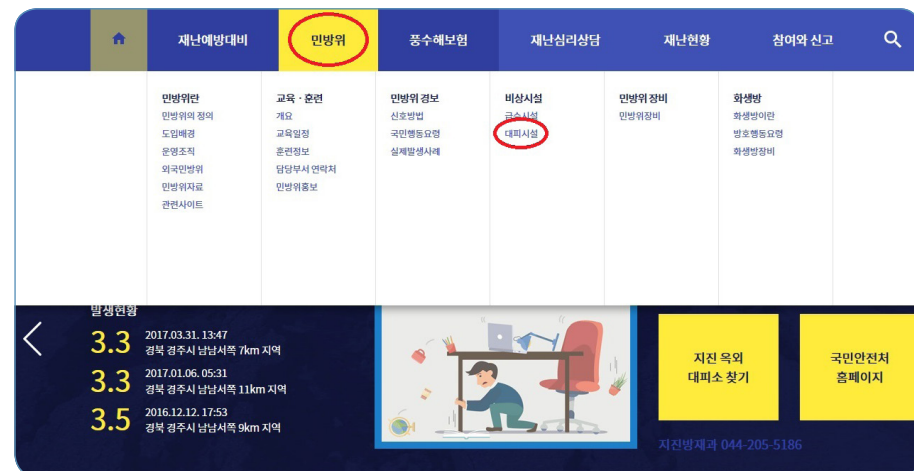 재난예방대비 민방위 풍수해보험 재난심리상담 재난현황 참여와 신고
민방위란
민방위의 정의
도입배경
운영조직
외국민방위
민방위자료
관련사이트
교육 · 훈련
개요
교육일정
훈련정보
담당부서 연락처
민방위홍보
민방위 경보
신호방법
국민행동요령
실제발생사례
비상시설
급수시설
대피시설
민방위 장비
민방위장비
화생방
화생방이란
방호행동요령
화생방장비
발생현황
3.3 2017.03.31. 13:47
경북 경주시 남남서쪽 7km 지역
3.3 2017.01.06. 05:31
경북 경주시 남남서쪽 11km 지역
3.5 2016.12.12. 17:53
경북 경주시 남남서쪽 9km 지역
지진 옥외
대피소 찾기
국민안전처
홈페이지
지진방재과 044-205-5186